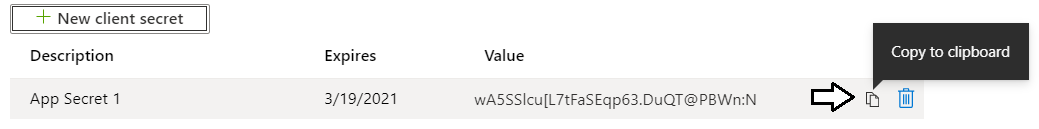 + New client secret
Copy to clipboard
Description Expires Value
App Secret 1 3/19/2021 wA5SSlcu[L7tFaSEqp63.DuQT@PBWn:N